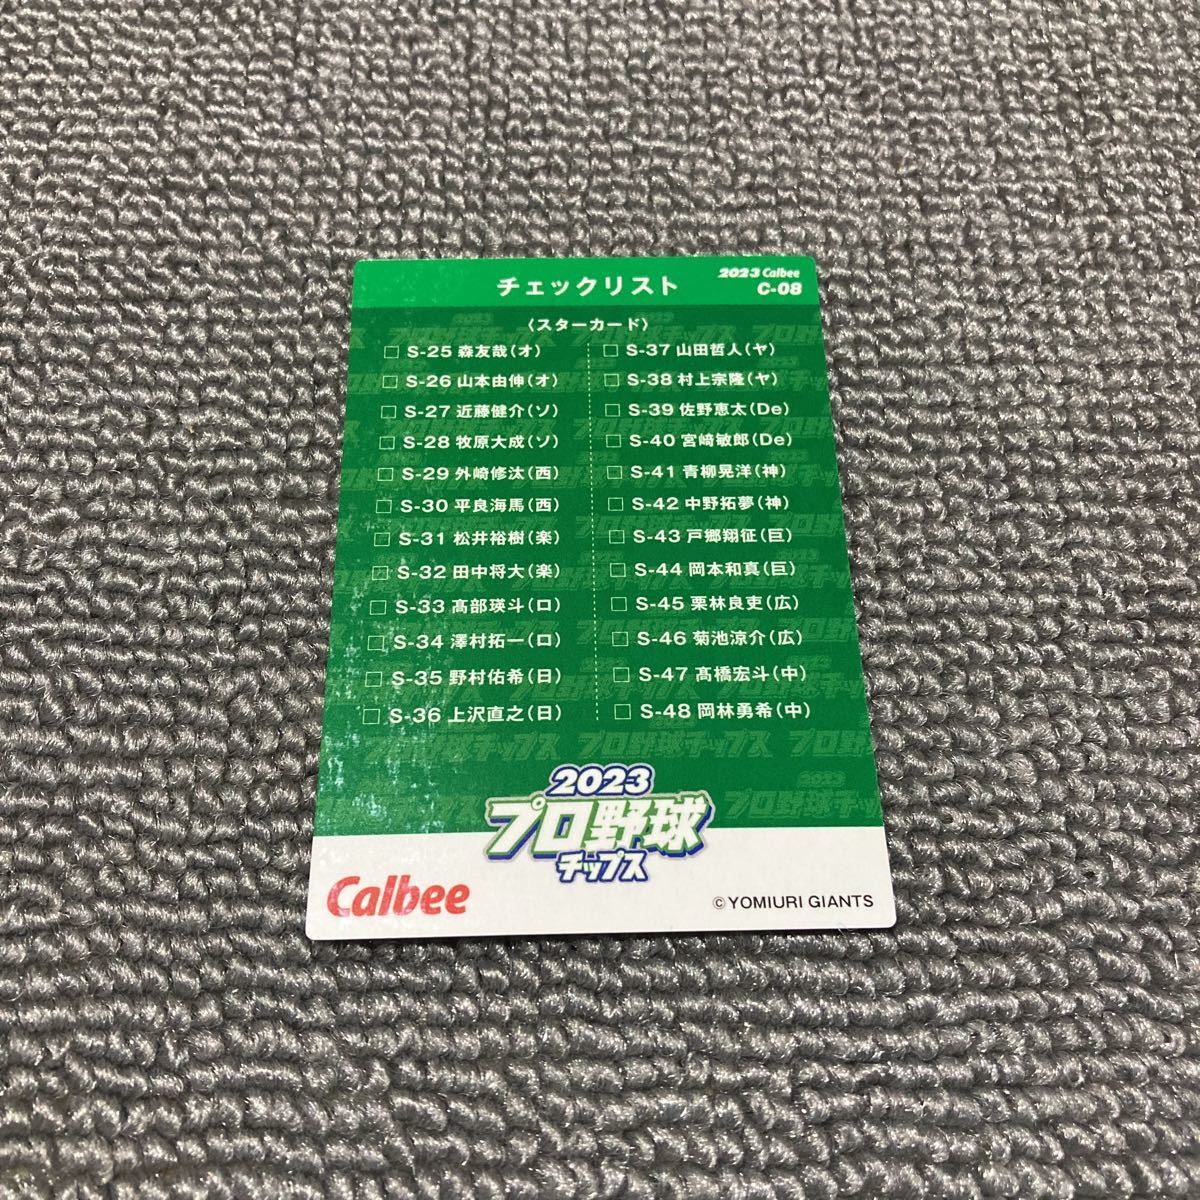 チェックリスト
2023 Calbee
C-08
〈スターカード〉
□ S-25 森友哉(オ)
□ S-26 山本由伸(オ)
□ S-27 近藤健介(ソ)
□ S-28 牧原大成(ソ)
□ S-29 外崎修汰(西)
□ S-30 平良海馬(西)
□ S-31 松井裕樹(楽)
□ S-32 田中将大(楽)
□ S-33 髙部瑛斗(ロ)
□ S-34 澤村拓一(ロ)
□ S-35 野村佑希(日)
□ S-36 上沢直之(日)
□ S-37 山田哲人(ヤ)
□ S-38 村上宗隆(ヤ)
□ S-39 佐野恵太(De)
□ S-40 宮﨑敏郎(De)
□ S-41 青柳晃洋(神)
□ S-42 中野拓夢(神)
□ S-43 戸郷翔征(巨)
□ S-44 岡本和真(巨)
□ S-45 栗林良吏(広)
□ S-46 菊池涼介(広)
□ S-47 髙橋宏斗(中)
□ S-48 岡林勇希(中)
2023
プロ野球
チップス
Calbee
© YOMIURI GIANTS